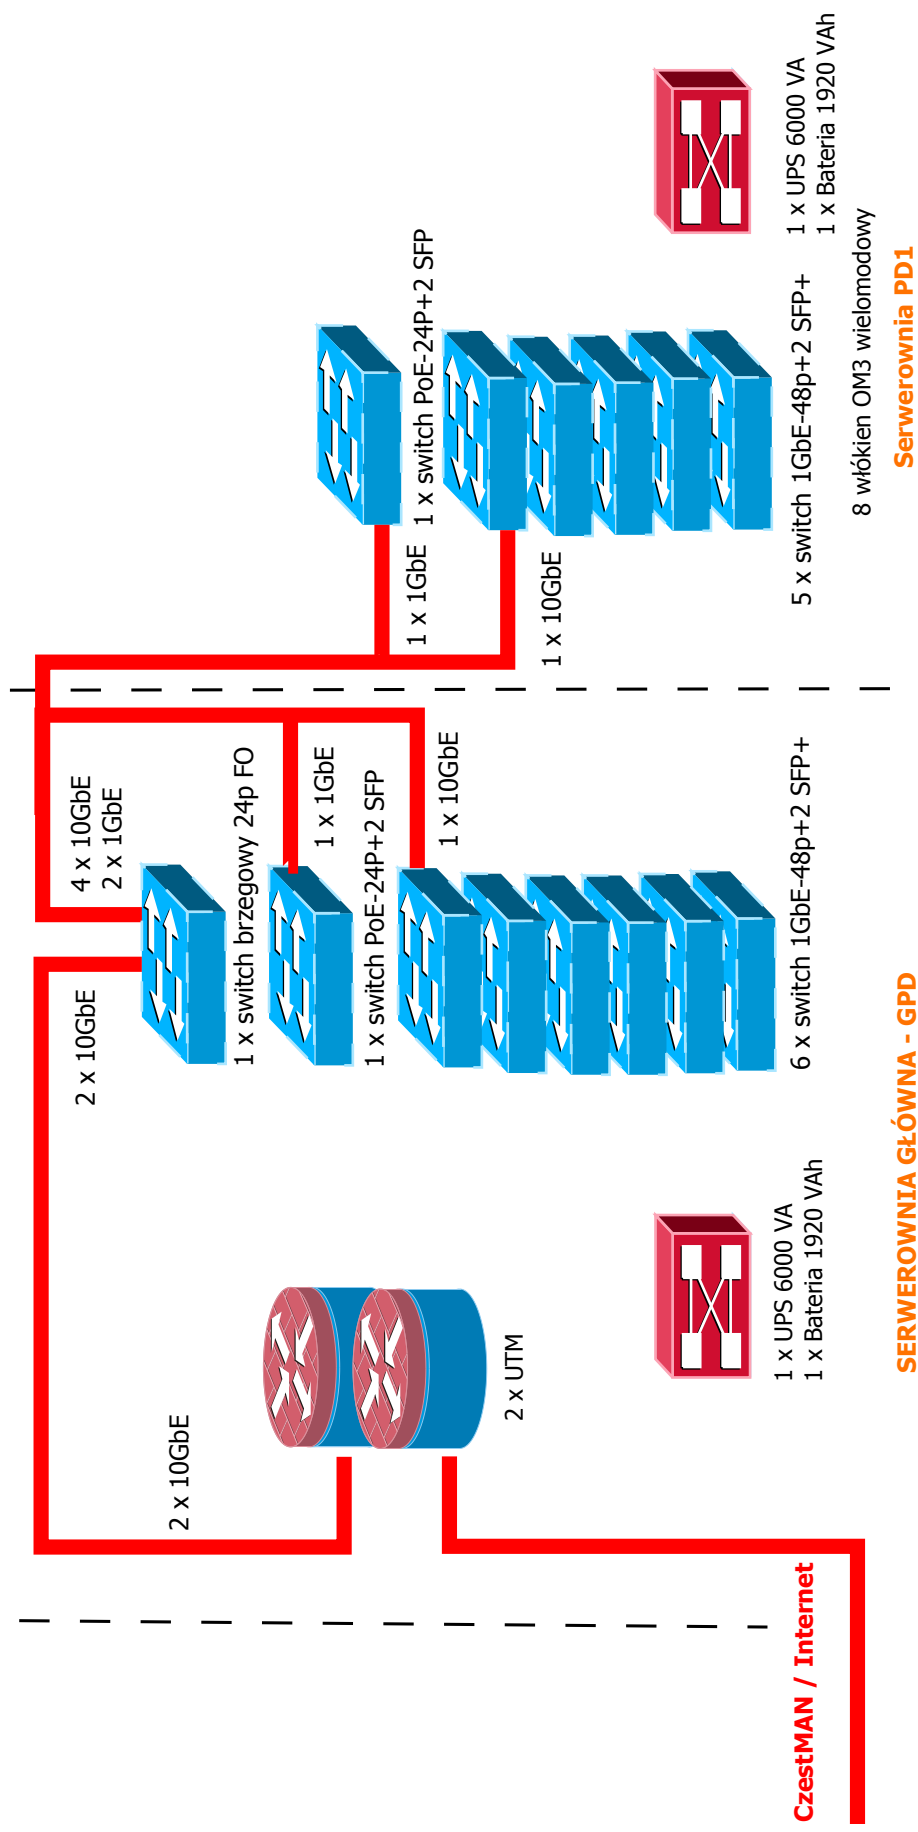 CzestMAN / Internet
2 x 10GbE
2 x UTM
1 x UPS 6000 VA
1 x Bateria 1920 VAh
SERWEROWNIA GŁÓWNA - GPD
2 x 10GbE
4 x 10GbE
2 x 1GbE
1 x switch brzegowy 24p FO
1 x 1GbE
1 x switch PoE-24P+2 SFP
1 x 10GbE
6 x switch 1GbE-48p+2 SFP+
1 x 1GbE
1 x switch PoE-24P+2 SFP
1 x 10GbE
5 x switch 1GbE-48p+2 SFP+
8 włókien OM3 wielomodowy
1 x UPS 6000 VA
1 x Bateria 1920 VAh
Serwerownia PD1